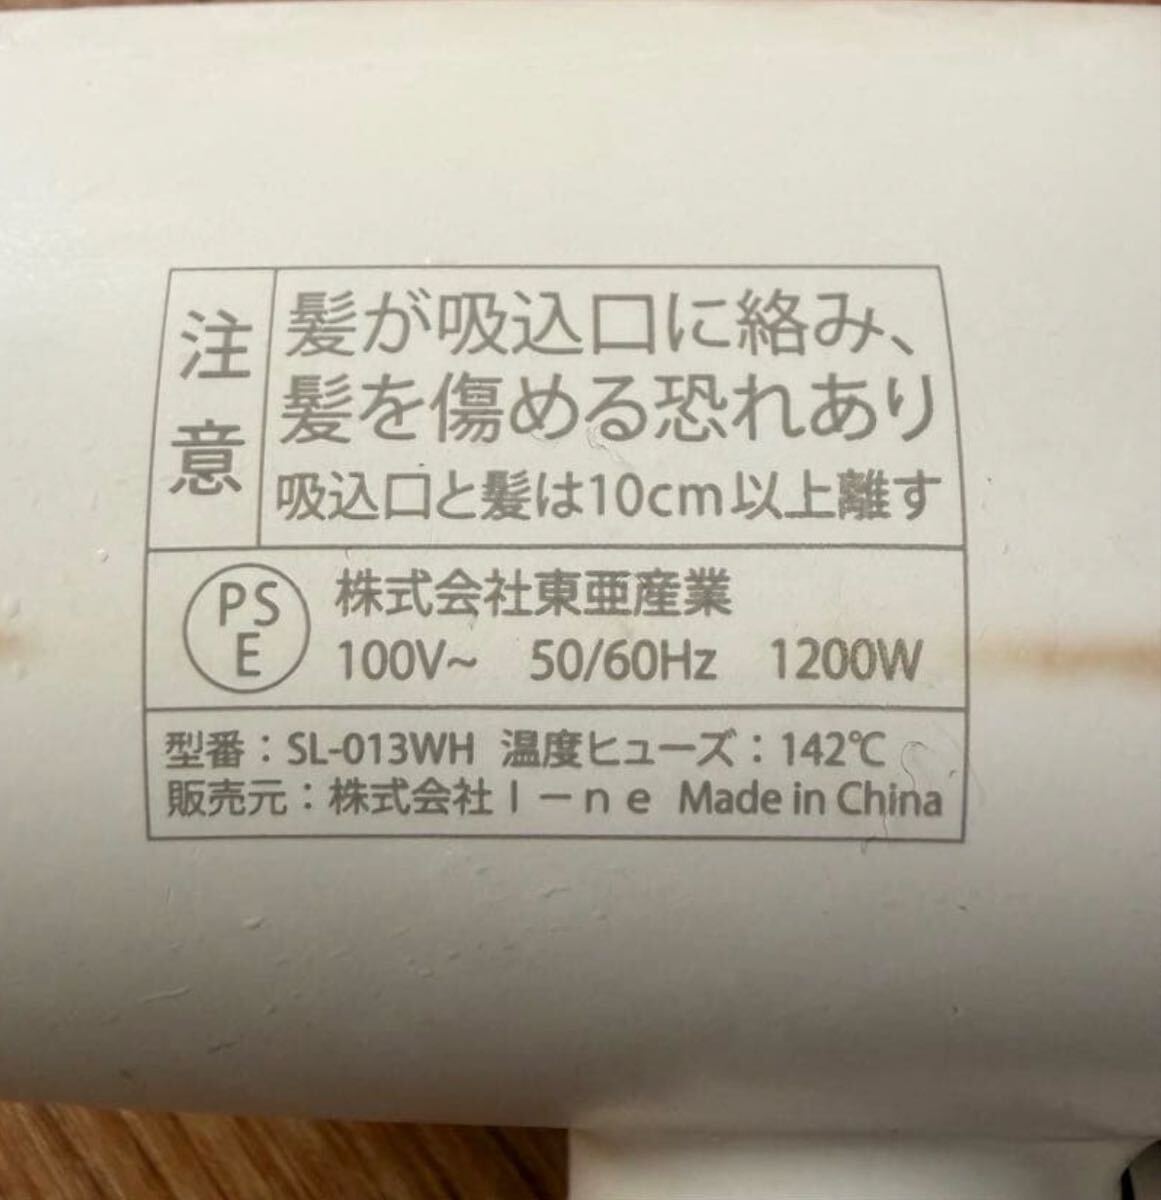 注意
髪が吸込口に絡み、
髪を傷める恐れあり
吸込口と髪は10cm以上離す
PS
E
株式会社東亜産業
100V~ 50/60Hz 1200W
型番：SL-013WH 温度ヒューズ：142℃
販売元：株式会社Ｉ－ｎｅ Made in China